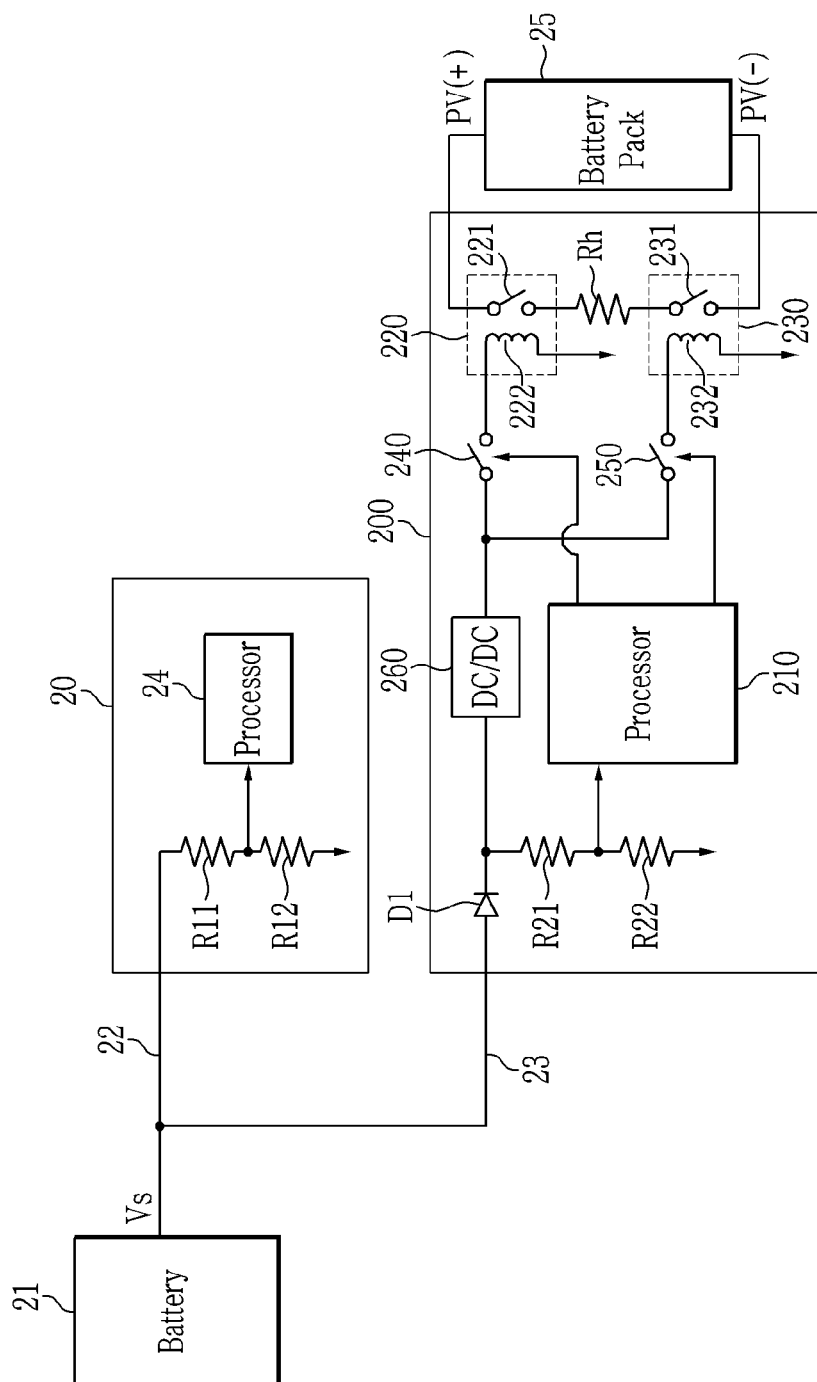 21
Battery
Vs
22
23
20
24
Processor
R11
R12
200
D1
R21
R22
260
DC/DC
Processor
210
240
250
220
222
221
Rh
230
232
231
25
PV(+)
Battery
Pack
PV(-)